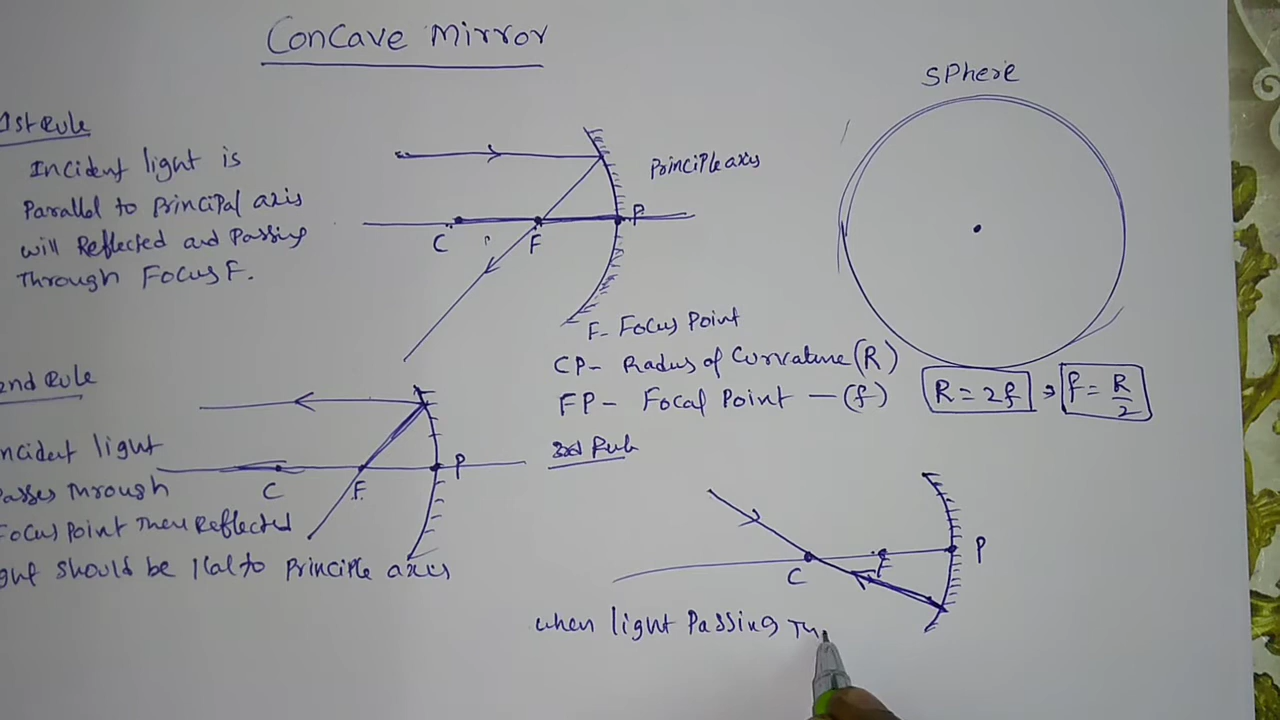 Concave Mirror
1st Rule
Incident light is
Parallel to Principal axis
will Reflected and Passing
Through Focus F.
Principle axis
C F P
F- Focus Point
CP- Radius of Curvature (R)
FP- Focal Point - (f)
Sphere
R = 2f ⇒ f = R/2
2nd Rule
ncident light
Passes Through
Focus Point Then Reflected
ght should be llal to Principle axis
C F P
3rd Rule
C F P
when light Passing Th